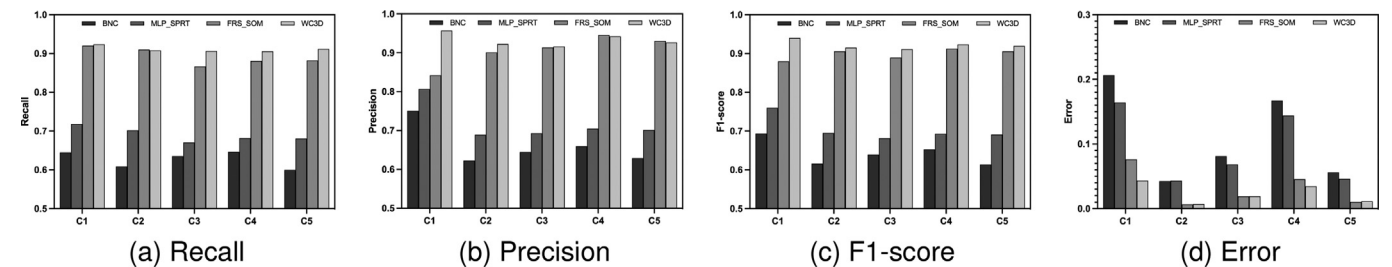 BNC MLP_SPRT FRS_SOM WC3D
1.0
0.9
0.8
0.7
0.6
0.5
Recall
C1 C2 C3 C4 C5
(a) Recall
BNC MLP_SPRT FRS_SOM WC3D
1.0
0.9
0.8
0.7
0.6
0.5
Precision
C1 C2 C3 C4 C5
(b) Precision
BNC MLP_SPRT FRS_SOM WC3D
1.0
0.9
0.8
0.7
0.6
0.5
F1-score
C1 C2 C3 C4 C5
(c) F1-score
BNC MLP_SPRT FRS_SOM WC3D
0.3
0.2
0.1
0.0
Error
C1 C2 C3 C4 C5
(d) Error